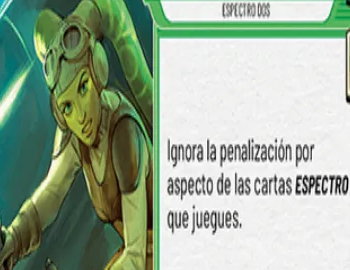 ESPECTRO DOS
Ignora la penalización por
aspecto de las cartas ESPECTRO
que juegues.